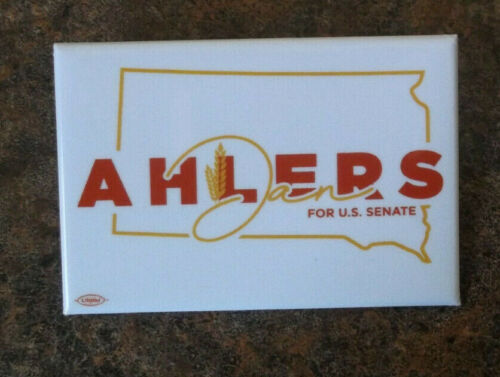 AHLERS
Dan
FOR U.S. SENATE